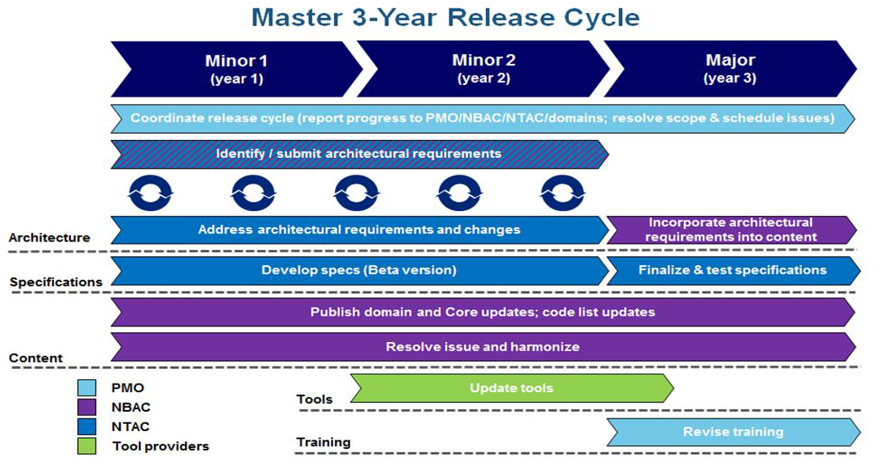 Master 3-Year Release Cycle
Minor 1
(year 1)
Minor 2
(year 2)
Major
(year 3)
Coordinate release cycle (report progress to PMO/NBAC/NTAC/domains; resolve scope & schedule issues)
Identify / submit architectural requirements
Architecture
Address architectural requirements and changes
Incorporate architectural
requirements into content
Specifications
Develop specs (Beta version)
Finalize & test specifications
Publish domain and Core updates; code list updates
Resolve issue and harmonize
Content
PMO
NBAC
NTAC
Tool providers
Update tools
Tools
Revise training
Training